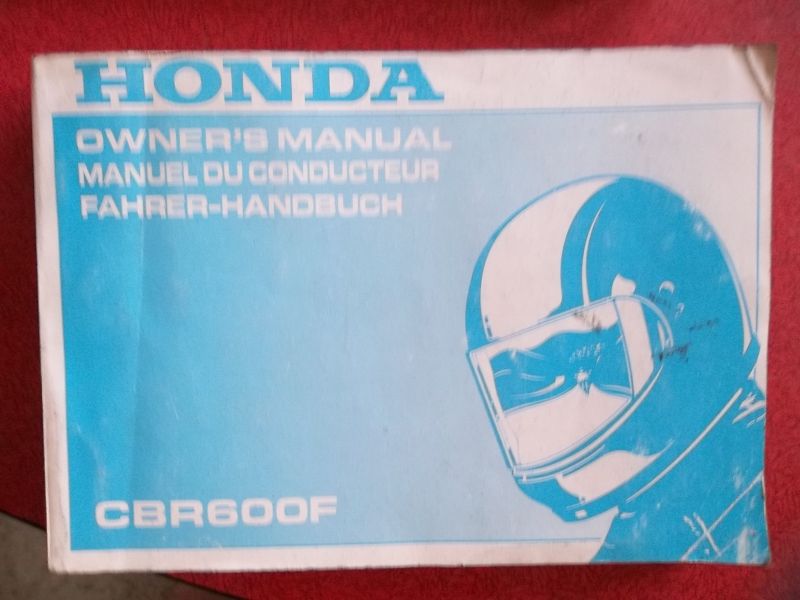 HONDA
OWNER'S MANUAL
MANUEL DU CONDUCTEUR
FAHRER-HANDBUCH
CBR600F